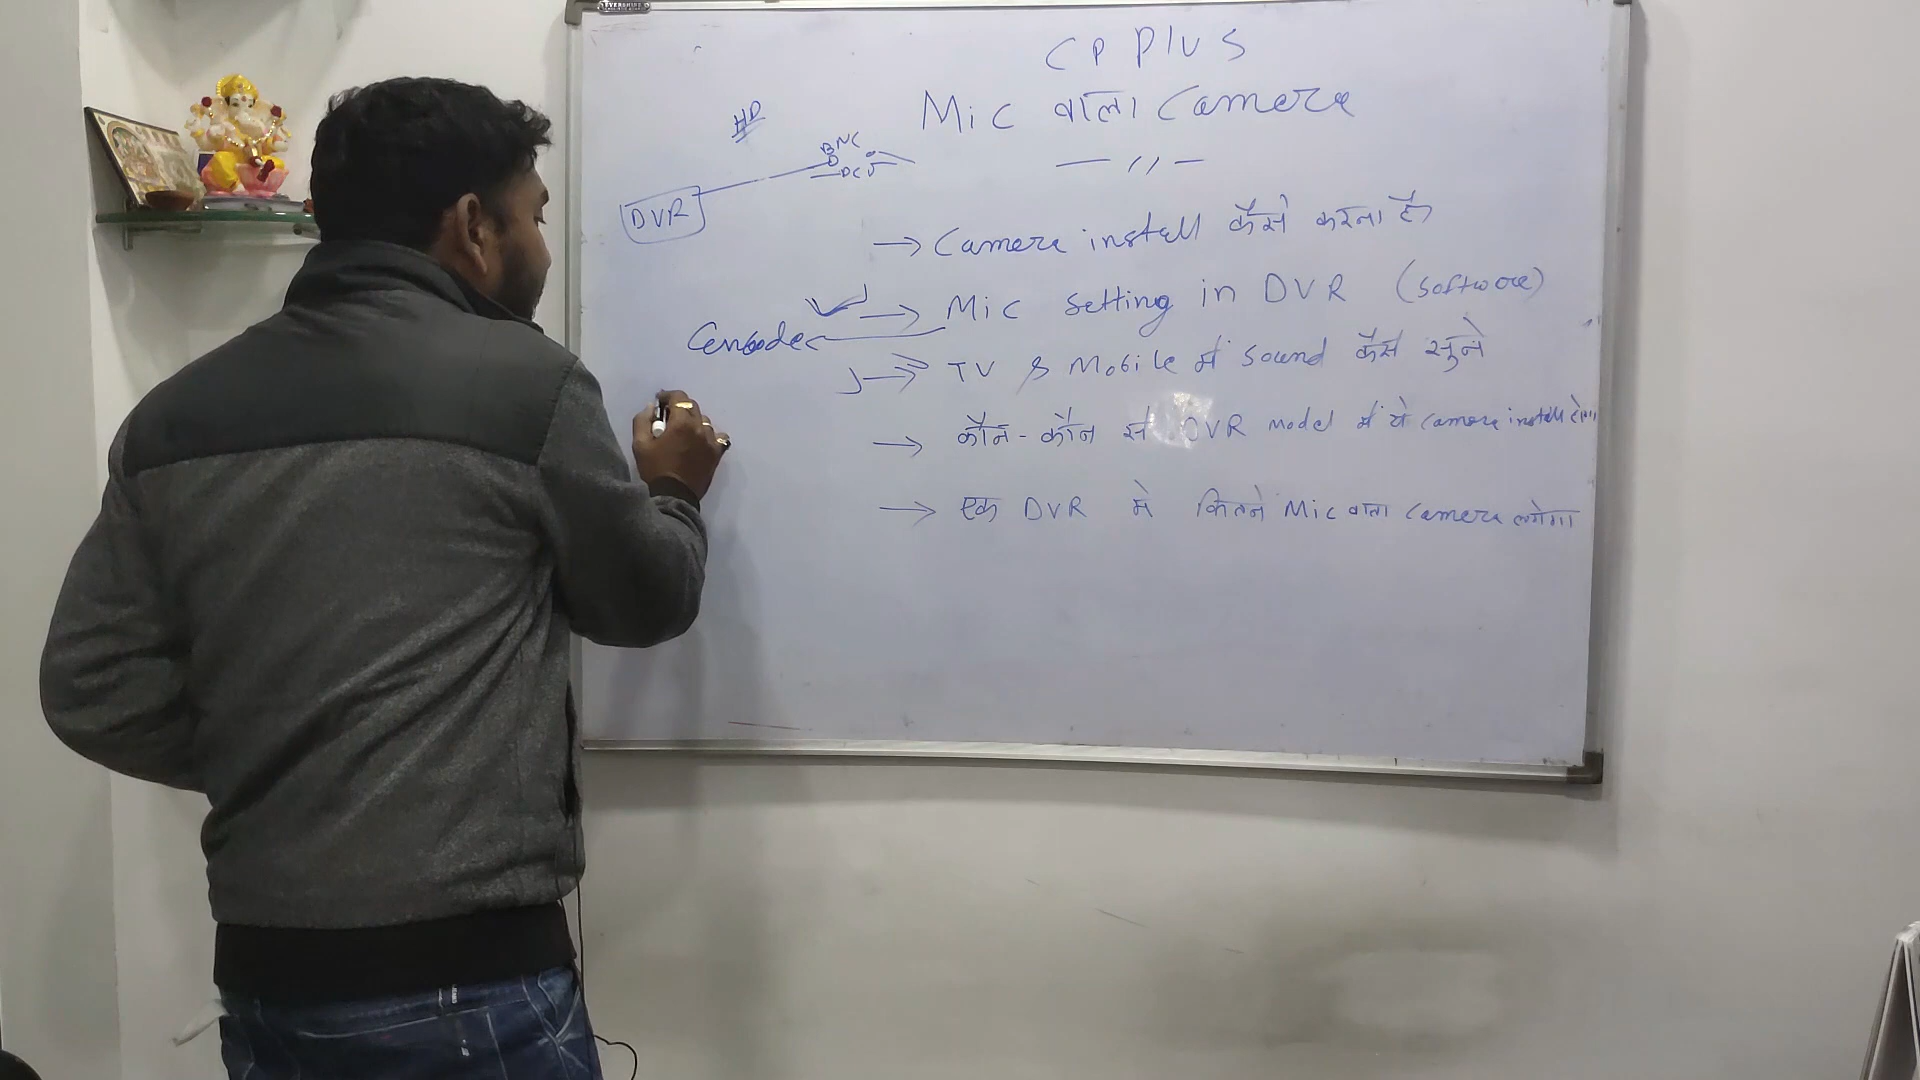 EVERSHINE
CP PlUS
Mic वाला Camera
HD
BNC
DC
DVR
→ Camera install कैसे करना है
→ Mic Setting in DVR (Software)
→ TV & Mobile में Sound कैसे सुने
→ कौन-कौन से DVR model में ये Camera install होगा
→ एक DVR मे कितने Mic वाला Camera लगेगा